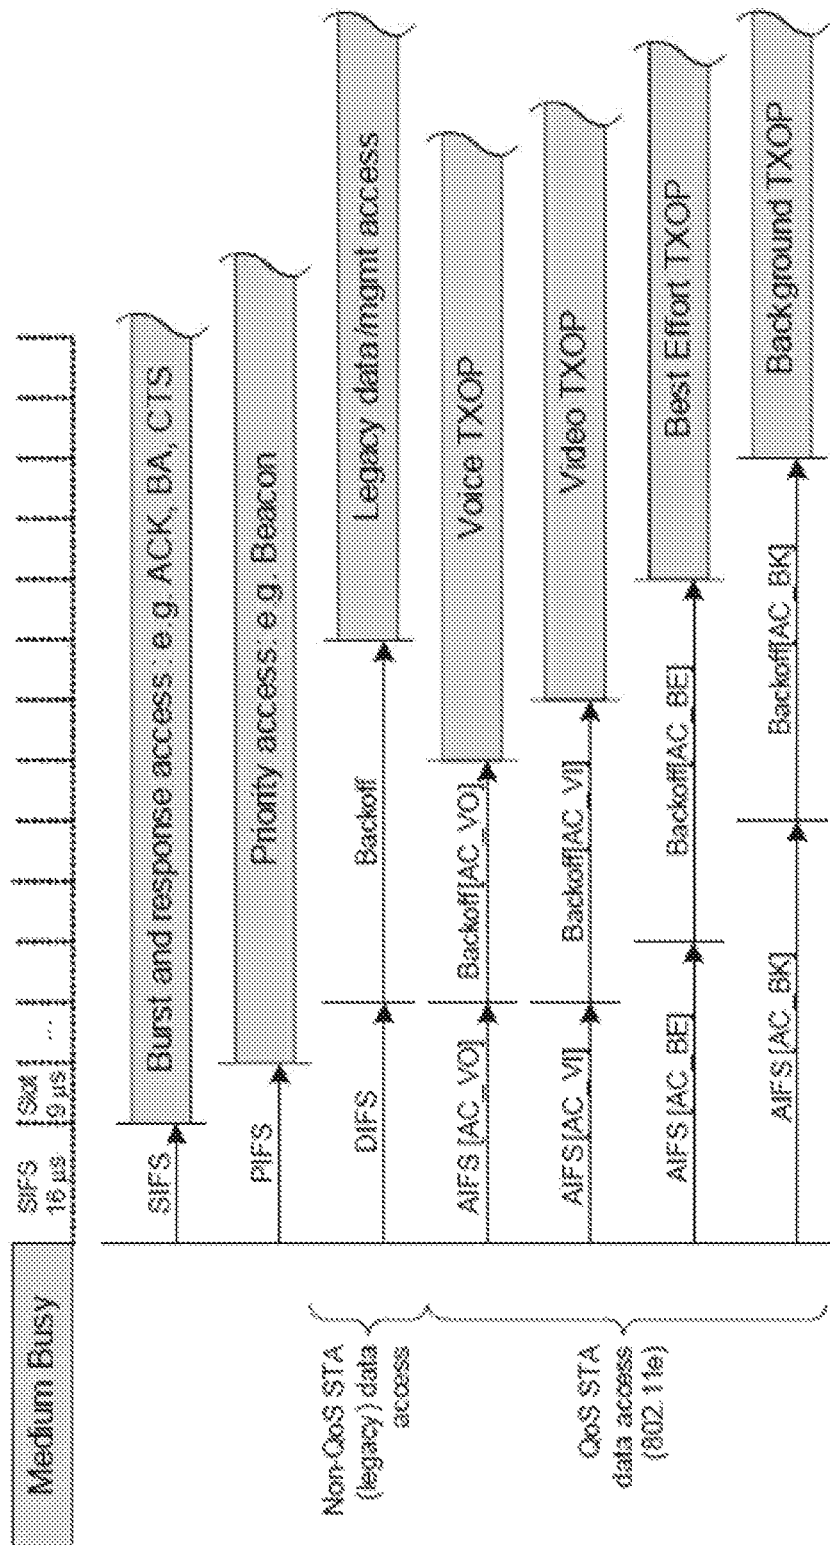 Medium Busy
SIFS
16 µs
Slot
9 µs
...
SIFS
Burst and response access: e.g. ACK, BA, CTS
PIFS
Priority access: e.g. Beacon
Non-QoS STA
(legacy) data
access
DIFS
Backoff
Legacy data/mgmt access
QoS STA
data access
(802.11e)
AIFS [AC_VO]
Backoff[AC_VO]
Voice TXOP
AIFS[AC_VI]
Backoff[AC_VI]
Video TXOP
AIFS [AC_BE]
Backoff[AC_BE]
Best Effort TXOP
AIFS [AC_BK]
Backoff[AC_BK]
Background TXOP